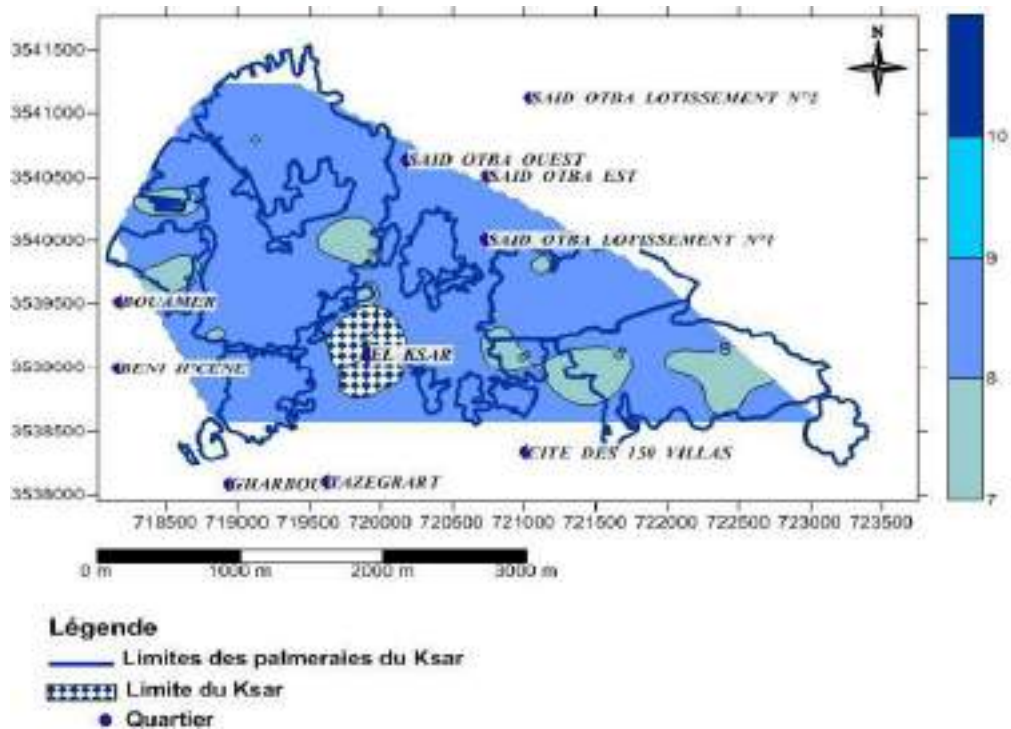 N
3541500
SAID OTBA LOTISSEMENT N°2
3541000
10
SAID OTBA OUEST
3540500
SAID OTBA EST
3540000
SAID OTBA LOTISSEMENT N°1
9
3539500
BOUAMER
EL KSAR
8
3539000
BENI
8
3538500
CITE DES 150 VILLAS
3538000
TAZEGRART
7
718500 719000 719500 720000 720500 721000 721500 722000 722500 723000 723500
0 m 1000 m 2000 m 3000 m
Légende
Limites des palmeraies du Ksar
Limite du Ksar
Quartier